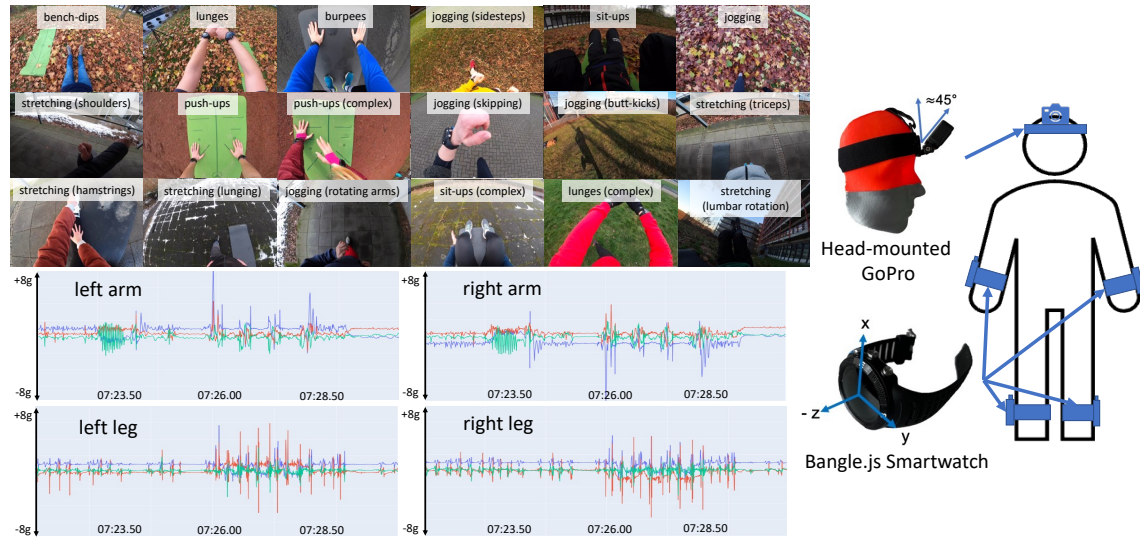 bench-dips
lunges
burpees
jogging (sidesteps)
sit-ups
jogging
stretching (shoulders)
push-ups
push-ups (complex)
jogging (skipping)
jogging (butt-kicks)
stretching (triceps)
stretching (hamstrings)
stretching (lunging)
jogging (rotating arms)
sit-ups (complex)
lunges (complex)
stretching
(lumbar rotation)
≈45°
Head-mounted
GoPro
+8g
left arm
-8g
07:23.50
07:26.00
07:28.50
+8g
right arm
-8g
07:23.50
07:26.00
07:28.50
+8g
left leg
-8g
07:23.50
07:26.00
07:28.50
+8g
right leg
-8g
07:23.50
07:26.00
07:28.50
x
- z
y
Bangle.js Smartwatch